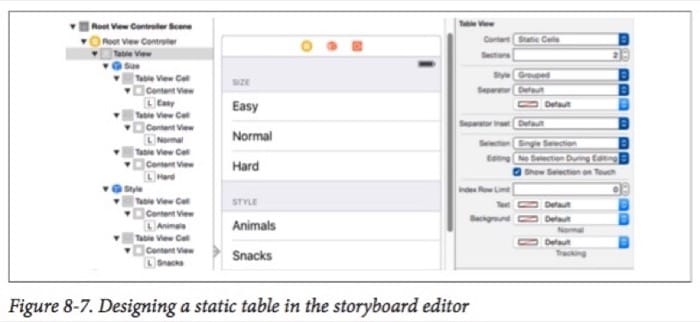 Root View Controller Scene
Root View Controller
Table View
Size
Table View Cell
Content View
L Easy
Table View Cell
Content View
L Normal
Table View Cell
Content View
L Hard
Style
Table View Cell
Content View
L Animals
Table View Cell
Content View
L Snacks
SIZE
Easy
Normal
Hard
STYLE
Animals
Snacks
Table View
Content Static Cells
Sections 2
Style Grouped
Separator Default
Default
Separator Inset Default
Selection Single Selection
Editing No Selection During Editing
Show Selection on Touch
Index Row Limit 0
Text Default
Background Default
Normal
Default
Tracking
Figure 8-7. Designing a static table in the storyboard editor